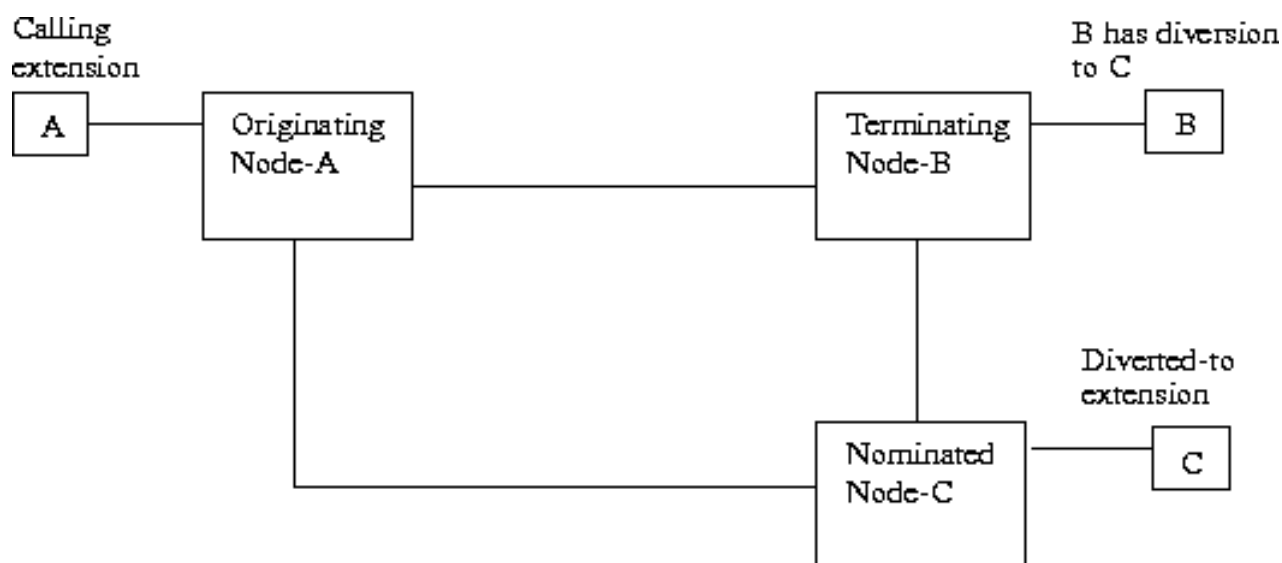 Calling
extension
A
Originating
Node-A
Terminating
Node-B
B has diversion
to C
B
Diverted-to
extension
Nominated
Node-C
C